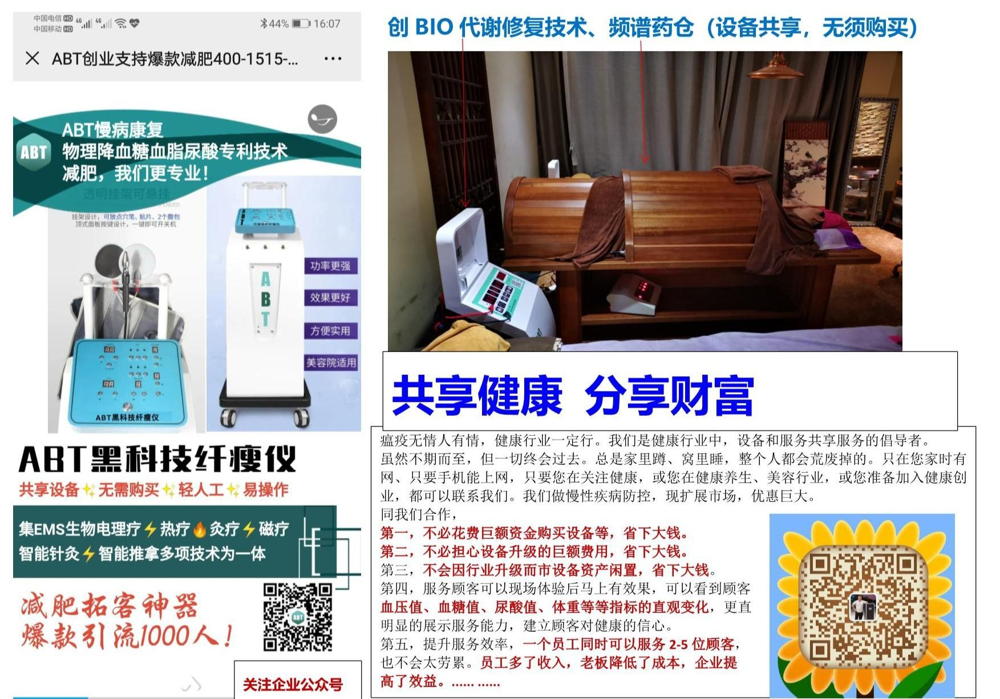 中国电信HD 4G 4G
中国移动HD
44% 16:07
ABT创业支持爆款减肥400-1515-...
ABT
ABT慢病康复
物理降血糖血脂尿酸专利技术
减肥，我们更专业！
透明挂架可悬挂
挂架设计，可放点穴笔、贴片、2个腹包
顶式面板按键设计，一键即可开关机
ABT
A
B
T
功率更强
效果更好
方便实用
美容院适用
ABT黑科技纤瘦仪
ABT黑科技纤瘦仪
共享设备✨无需购买✨轻人工✨易操作
集EMS生物电理疗⚡热疗🔥灸疗⚡磁疗
智能针灸⚡智能推拿多项技术为一体
减肥拓客神器
爆款引流1000人！
ABT
关注企业公众号
创 BIO 代谢修复技术、频谱药仓（设备共享，无须购买）
共享健康 分享财富
瘟疫无情人有情，健康行业一定行。我们是健康行业中，设备和服务共享服务的倡导者。
虽然不期而至，但一切终会过去。总是家里蹲、窝里睡，整个人都会荒废掉的。只在您家时有
网、只要手机能上网，只要您在关注健康，或您在健康养生、美容行业，或您准备加入健康创
业，都可以联系我们。我们做慢性疾病防控，现扩展市场，优惠巨大。
同我们合作，
第一，不必花费巨额资金购买设备等，省下大钱。
第二，不必担心设备升级的巨额费用，省下大钱。
第三，不会因行业升级而市设备资产闲置，省下大钱。
第四，服务顾客可以现场体验后马上有效果，可以看到顾客
血压值、血糖值、尿酸值、体重等等指标的直观变化，更直
明显的展示服务能力，建立顾客对健康的信心。
第五，提升服务效率，一个员工同时可以服务 2-5 位顾客，
也不会太劳累。员工多了收入，老板降低了成本，企业提
高了效益。...... ......